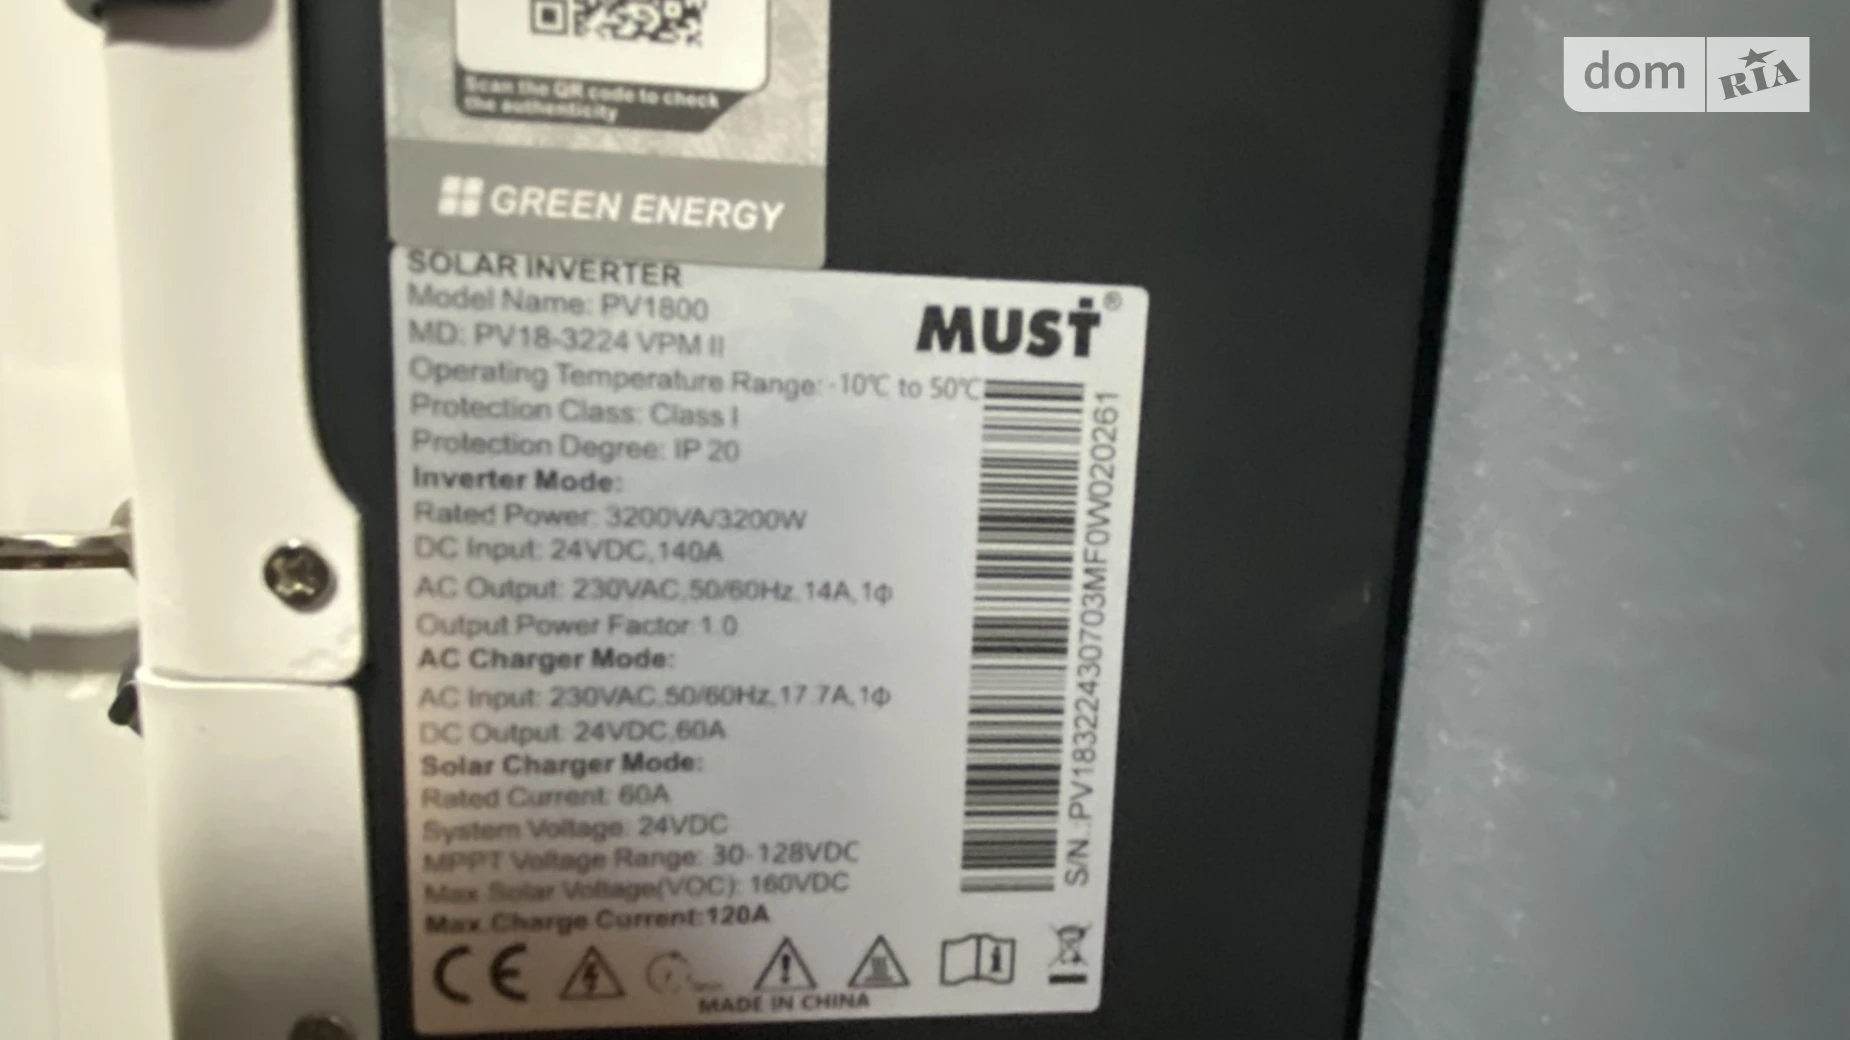 dom RIA
Scan the QR code to check
the authenticity
GREEN ENERGY
SOLAR INVERTER
Model Name: PV1800
MUST®
MD: PV18-3224 VPM II
Operating Temperature Range: -10℃ to 50℃
Protection Class: Class I
Protection Degree: IP 20
Inverter Mode:
Rated Power: 3200VA/3200W
DC Input: 24VDC,140A
AC Output: 230VAC,50/60Hz,14A,1ф
Output Power Factor:1.0
AC Charger Mode:
AC Input: 230VAC,50/60Hz,17.7A,1ф
DC Output: 24VDC,60A
Solar Charger Mode:
Rated Current: 60A
System Voltage: 24VDC
MPPT Voltage Range: 30-128VDC
Max.Solar Voltage(VOC): 160VDC
Max.Charge Current:120A
S/N.:PV18322430703MF0W020261
CE
MADE IN CHINA